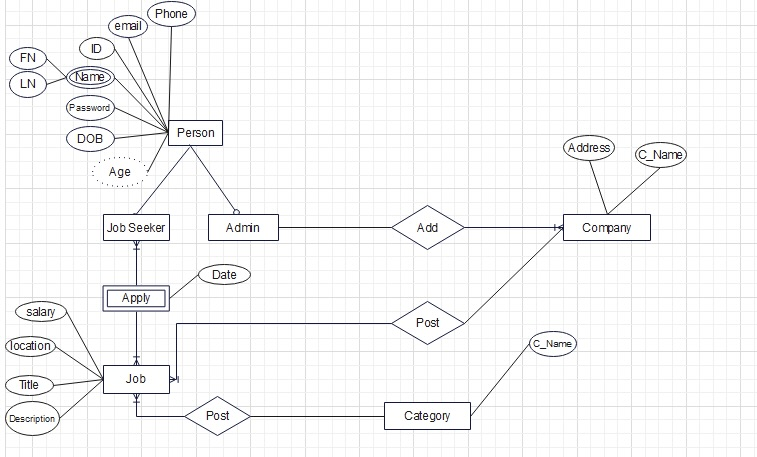 Phone
email
ID
FN
Name
LN
Password
DOB
Person
Age
Address
C_Name
Job Seeker
Admin
Add
Company
Date
Apply
salary
Post
location
C_Name
Job
Title
Description
Post
Category